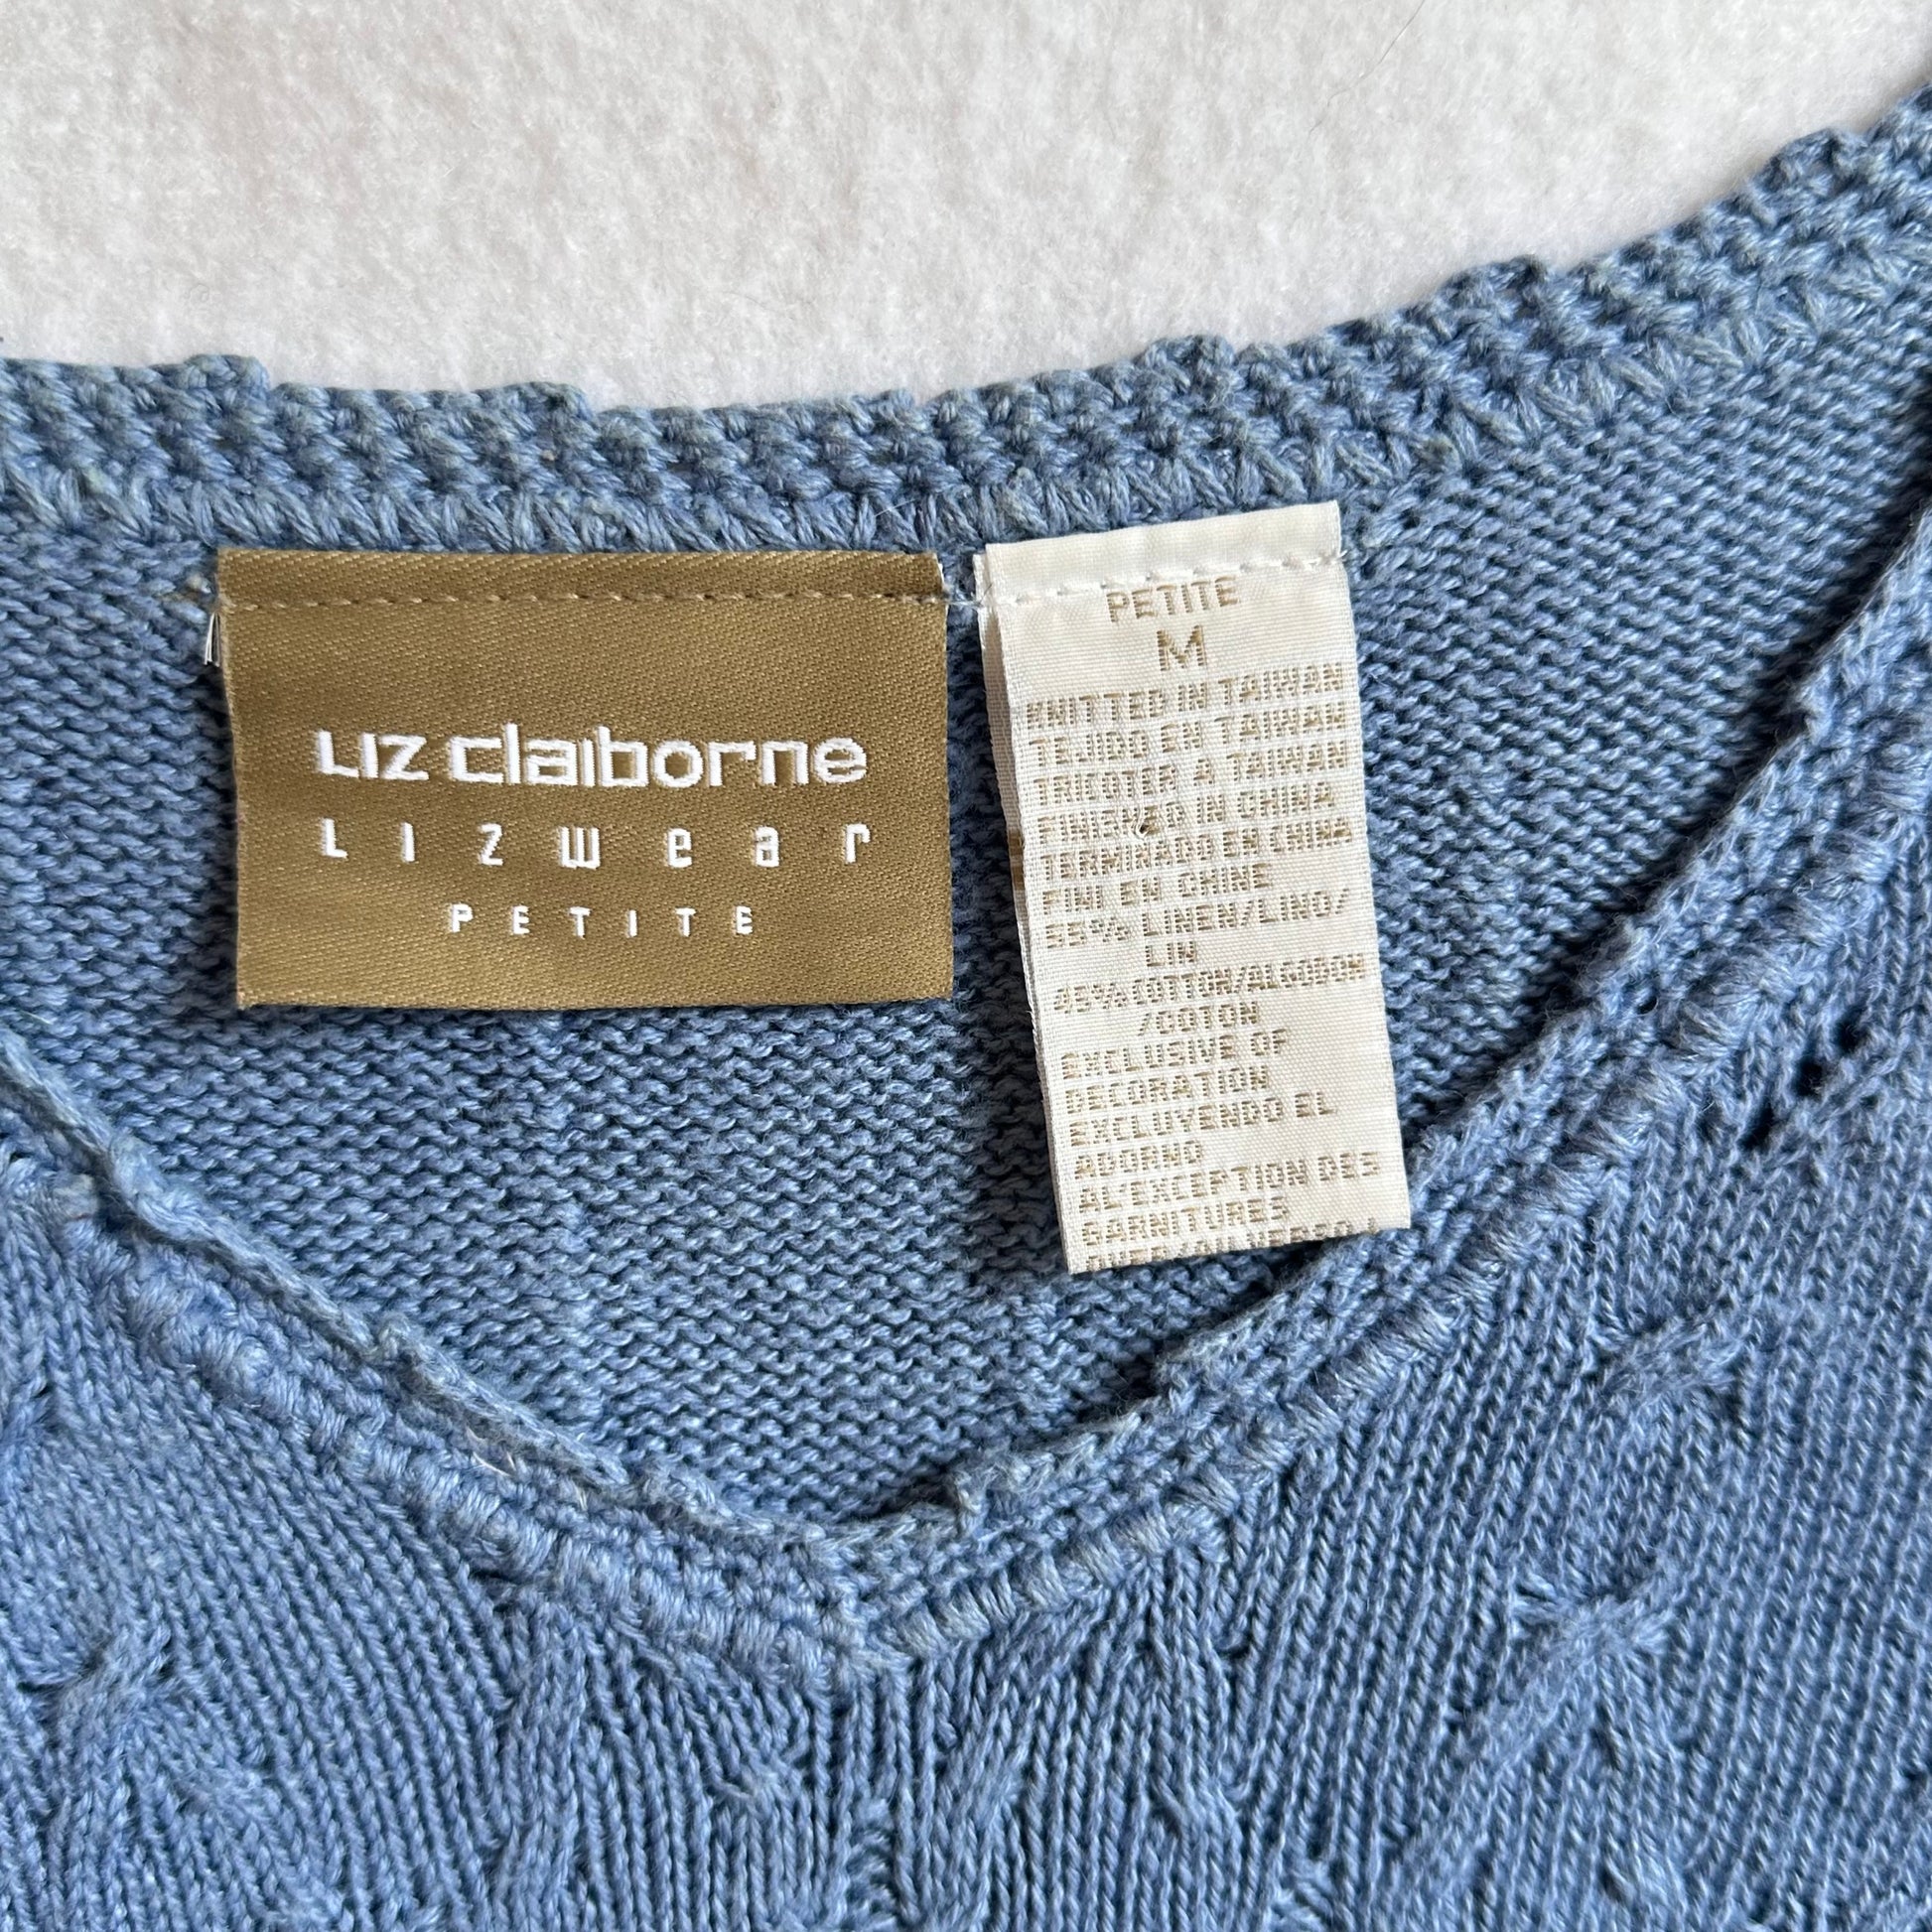 Liz claiborne
Lizwear
PETITE
PETITE
M
KNITTED IN TAIWAN
TEJIDO EN TAIWAN
TRICOTER A TAIWAN
FINISHED IN CHINA
TERMINADO EN CHINA
FINI EN CHINE
55% LINEN/LINO/
LIN
45% COTTON/ALGODON
/COTON
EXCLUSIVE OF
DECORATION
EXCLUYENDO EL
ADORNO
A L'EXCEPTION DES
GARNITURES